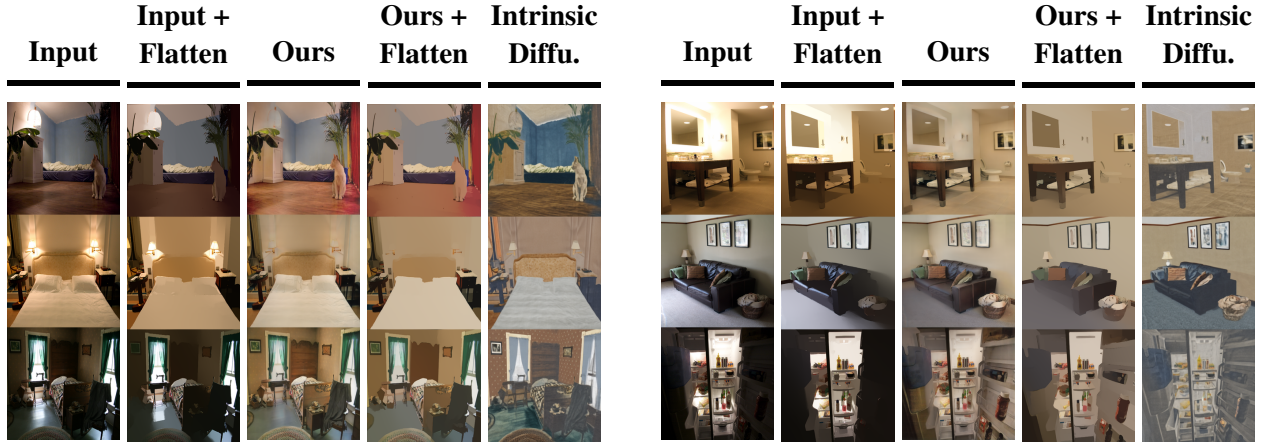 Input
Input +
Flatten
Ours
Ours +
Flatten
Intrinsic
Diffu.
Input
Input +
Flatten
Ours
Ours +
Flatten
Intrinsic
Diffu.